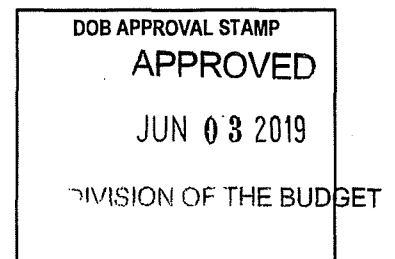 DOB APPROVAL STAMP
APPROVED
JUN 03 2019
DIVISION OF THE BUDGET